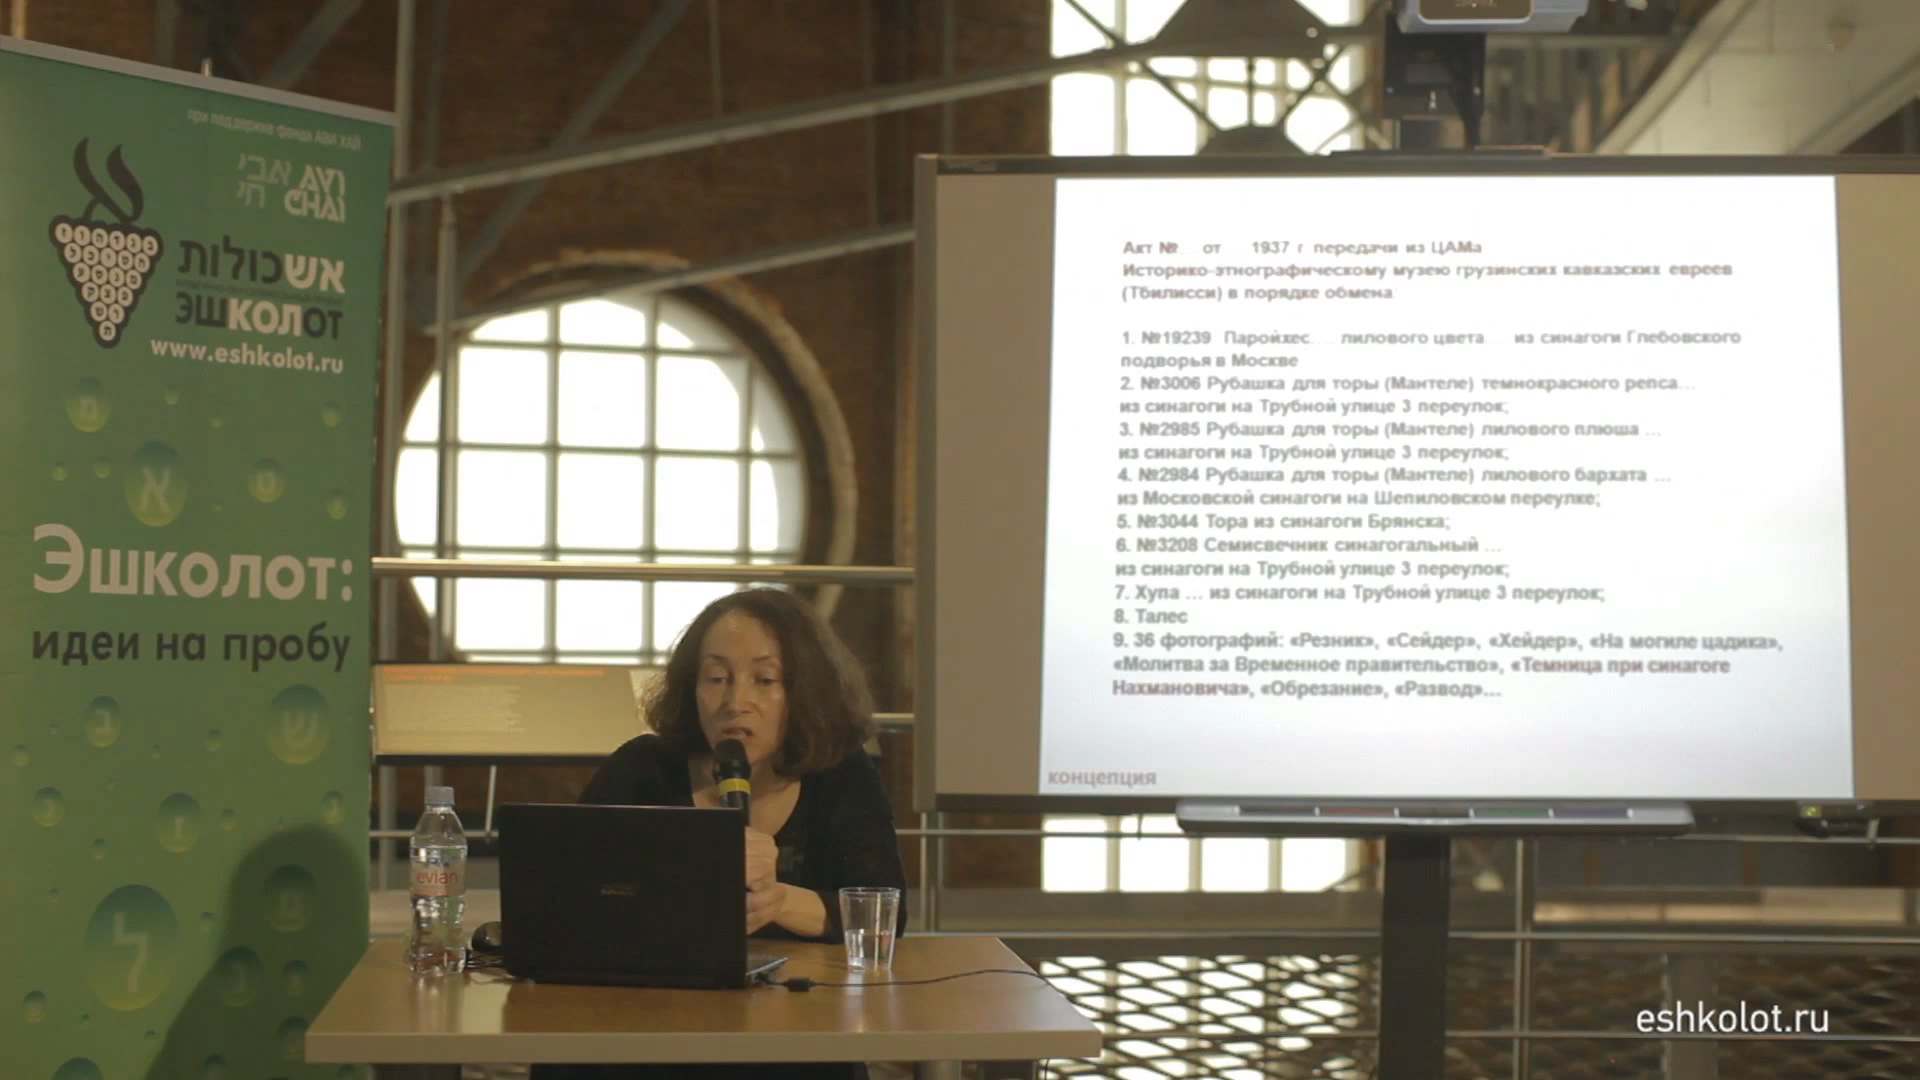 при поддержке фонда АВИ ХАЙ
אבי AVI
חי CHAI
אשכולות
ЭШКОЛОТ
www.eshkolot.ru
Эшколот:
идеи на пробу
evian
Акт № от 1937 г передачи из ЦАМа
Историко-этнографическому музею грузинских кавказских евреев
(Тбилисси) в порядке обмена
1. №19239 Паройхес.... лилового цвета .... из синагоги Глебовского
подворья в Москве
2. №3006 Рубашка для торы (Мантеле) темнокрасного репса...
из синагоги на Трубной улице 3 переулок;
3. №2985 Рубашка для торы (Мантеле) лилового плюша ...
из синагоги на Трубной улице 3 переулок;
4. №2984 Рубашка для торы (Мантеле) лилового бархата ...
из Московской синагоги на Шепиловском переулке;
5. №3044 Тора из синагоги Брянска;
6. №3208 Семисвечник синагогальный ...
из синагоги на Трубной улице 3 переулок;
7. Хупа ... из синагоги на Трубной улице 3 переулок;
8. Талес
9. 36 фотографий: «Резник», «Сейдер», «Хейдер», «На могиле цадика»,
«Молитва за Временное правительство», «Темница при синагоге
Нахмановича», «Обрезание», «Развод»...
концепция
eshkolot.ru